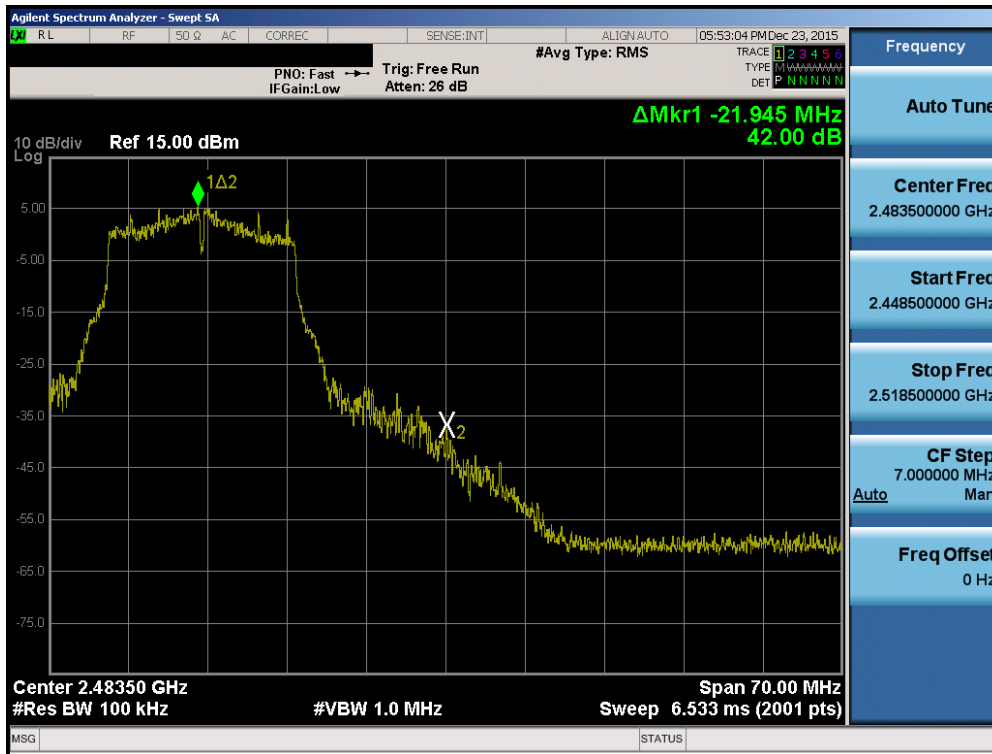 Agilent Spectrum Analyzer - Swept SA
LXI RL RF 50 Ω AC CORREC SENSE:INT ALIGN AUTO 05:53:04 PM Dec 23, 2015
#Avg Type: RMS TRACE 1 2 3 4 5 6
PNO: Fast Trig: Free Run TYPE M W W W W W
IFGain:Low Atten: 26 dB DET P N N N N N
ΔMkr1 -21.945 MHz
42.00 dB
10 dB/div Ref 15.00 dBm
Log
1Δ2
5.00
-5.00
-15.0
-25.0
-35.0
X2
-45.0
-55.0
-65.0
-75.0
Center 2.48350 GHz Span 70.00 MHz
#Res BW 100 kHz #VBW 1.0 MHz Sweep 6.533 ms (2001 pts)
MSG STATUS
Frequency
Auto Tune
Center Freq
2.483500000 GHz
Start Freq
2.448500000 GHz
Stop Freq
2.518500000 GHz
CF Step
7.000000 MHz
Auto Man
Freq Offset
0 Hz